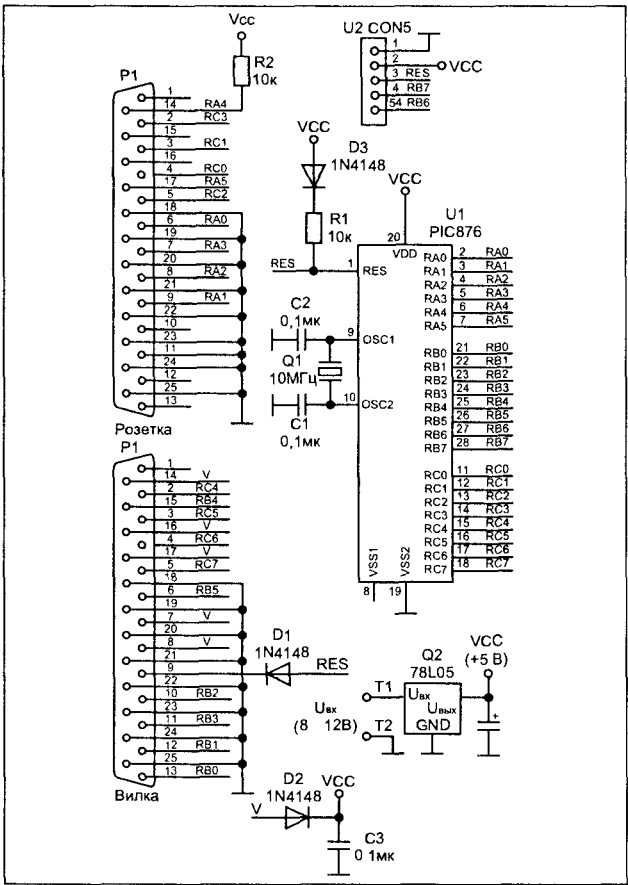 Vcc
R2
10к
P1
1
14 RA4
2 RC3
15
3 RC1
16
4 RC0
17 RA5
5 RC2
18
6 RA0
19
7 RA3
20
8 RA2
21
9 RA1
22
10
23
11
24
12
25
13
Розетка
U2 CON5
1
2 VCC
3 RES
4 RB7
54 RB6
VCC
D3
1N4148
R1
10к
RES
C2
0,1мк
Q1
10МГц
C1
0,1мк
VCC
U1
PIC876
20
VDD
1 RES
9 OSC1
10 OSC2
RA0 2 RA0
RA1 3 RA1
RA2 4 RA2
RA3 5 RA3
RA4 6 RA4
RA5 7 RA5
RB0 21 RB0
RB1 22 RB1
RB2 23 RB2
RB3 24 RB3
RB4 25 RB4
RB5 26 RB5
RB6 27 RB6
RB7 28 RB7
RC0 11 RC0
RC1 12 RC1
RC2 13 RC2
RC3 14 RC3
RC4 15 RC4
RC5 16 RC5
RC6 17 RC6
RC7 18 RC7
VSS1
VSS2
8
19
P1
1
14 V
2 RC4
15 RB4
3 RC5
16 V
4 RC6
17 V
5 RC7
18
6 RB5
19
7 V
20
8 V
21
9
22
10 RB2
23
11 RB3
24
12 RB1
25
13 RB0
Вилка
D1
1N4148
RES
D2
1N4148
V
VCC
C3
0 1мк
Uвх
(8 12В)
T1
T2
Q2
78L05
Uвх
Uвых
GND
VCC
(+5 В)
+